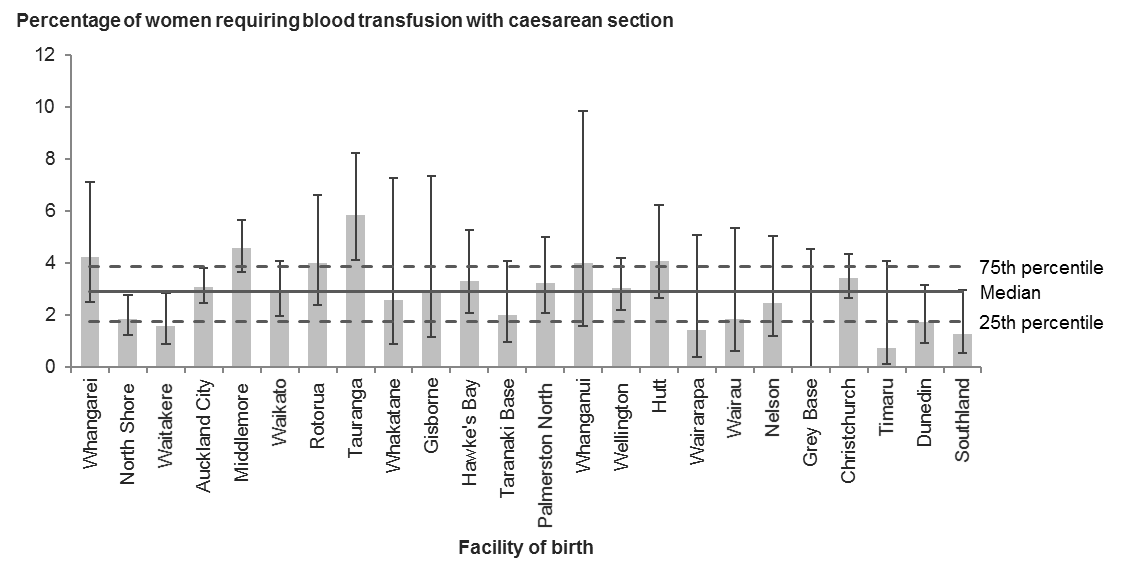 Percentage of women requiring blood transfusion with caesarean section
12
10
8
6
4
2
0
75th percentile
Median
25th percentile
Whangarei
North Shore
Waitakere
Auckland City
Middlemore
Waikato
Rotorua
Tauranga
Whakatane
Gisborne
Hawke's Bay
Taranaki Base
Palmerston North
Whanganui
Wellington
Hutt
Wairarapa
Wairau
Nelson
Grey Base
Christchurch
Timaru
Dunedin
Southland
Facility of birth